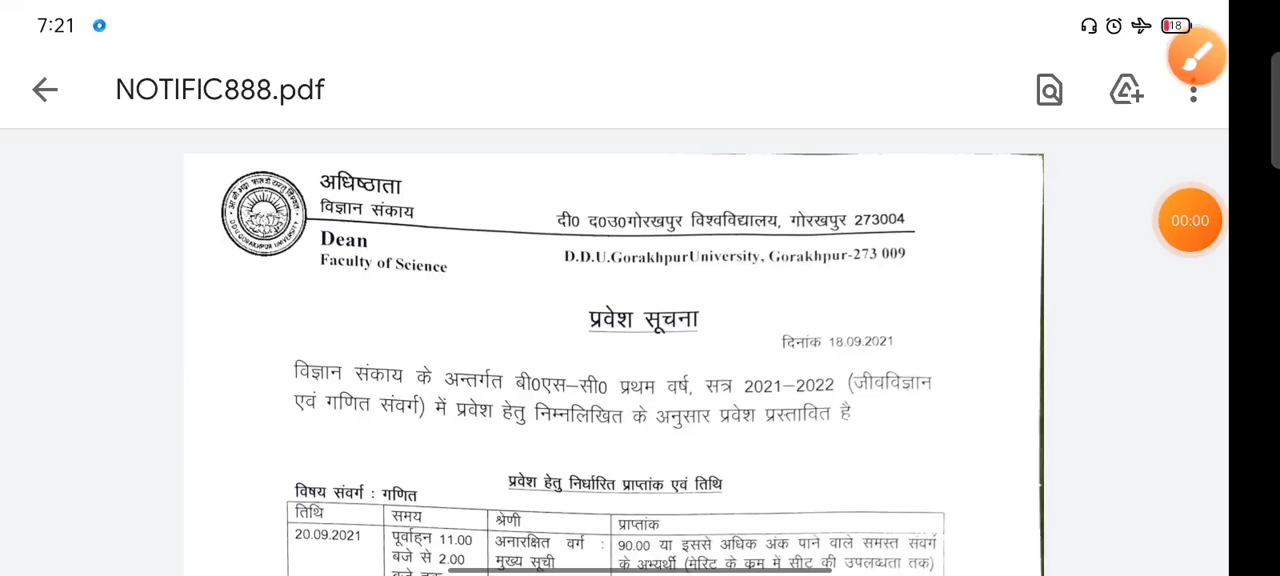 7:21
18
NOTIFIC888.pdf
00:00
अधिष्ठाता
विज्ञान संकाय
दी0 द0उ0गोरखपुर विश्वविद्यालय, गोरखपुर 273004
Dean
Faculty of Science
D.D.U.GorakhpurUniversity, Gorakhpur-273 009
प्रवेश सूचना
दिनांक 18.09.2021
विज्ञान संकाय के अन्तर्गत बी0एस–सी0 प्रथम वर्ष, सत्र 2021–2022 (जीवविज्ञान
एवं गणित संवर्ग) में प्रवेश हेतु निम्नलिखित के अनुसार प्रवेश प्रस्तावित है
प्रवेश हेतु निर्धारित प्राप्तांक एवं तिथि
विषय संवर्ग : गणित
तिथि समय श्रेणी प्राप्तांक
20.09.2021 पूर्वाहन 11.00 अनारक्षित वर्ग : 90.00 या इससे अधिक अंक पाने वाले समस्त संवर्ग
बजे से 2.00 मुख्य सूची के अभ्यर्थी (मेरिट के क्रम में सीट की उपलब्धता तक)